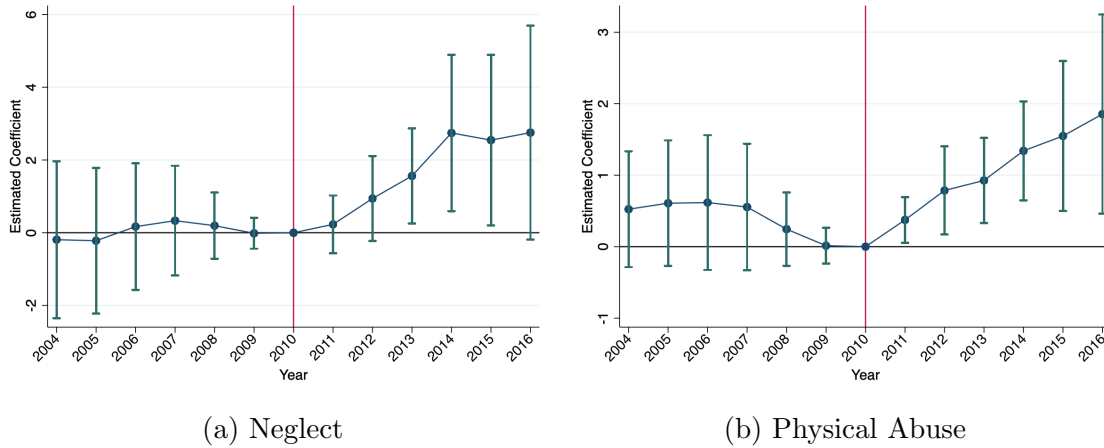 Estimated Coefficient
6
4
2
0
-2
2004 2005 2006 2007 2008 2009 2010 2011 2012 2013 2014 2015 2016
Year
(a) Neglect
Estimated Coefficient
3
2
1
0
-1
2004 2005 2006 2007 2008 2009 2010 2011 2012 2013 2014 2015 2016
Year
(b) Physical Abuse